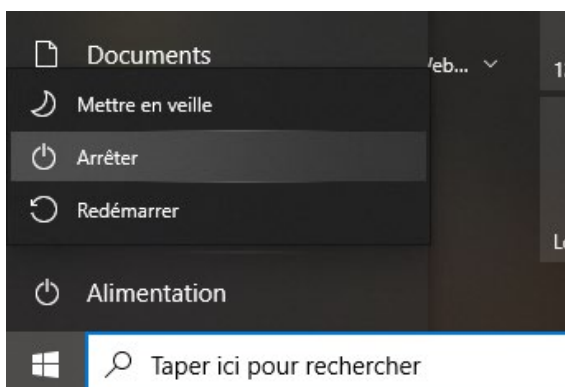 Documents
Mettre en veille
Arrêter
Redémarrer
Alimentation
Taper ici pour rechercher